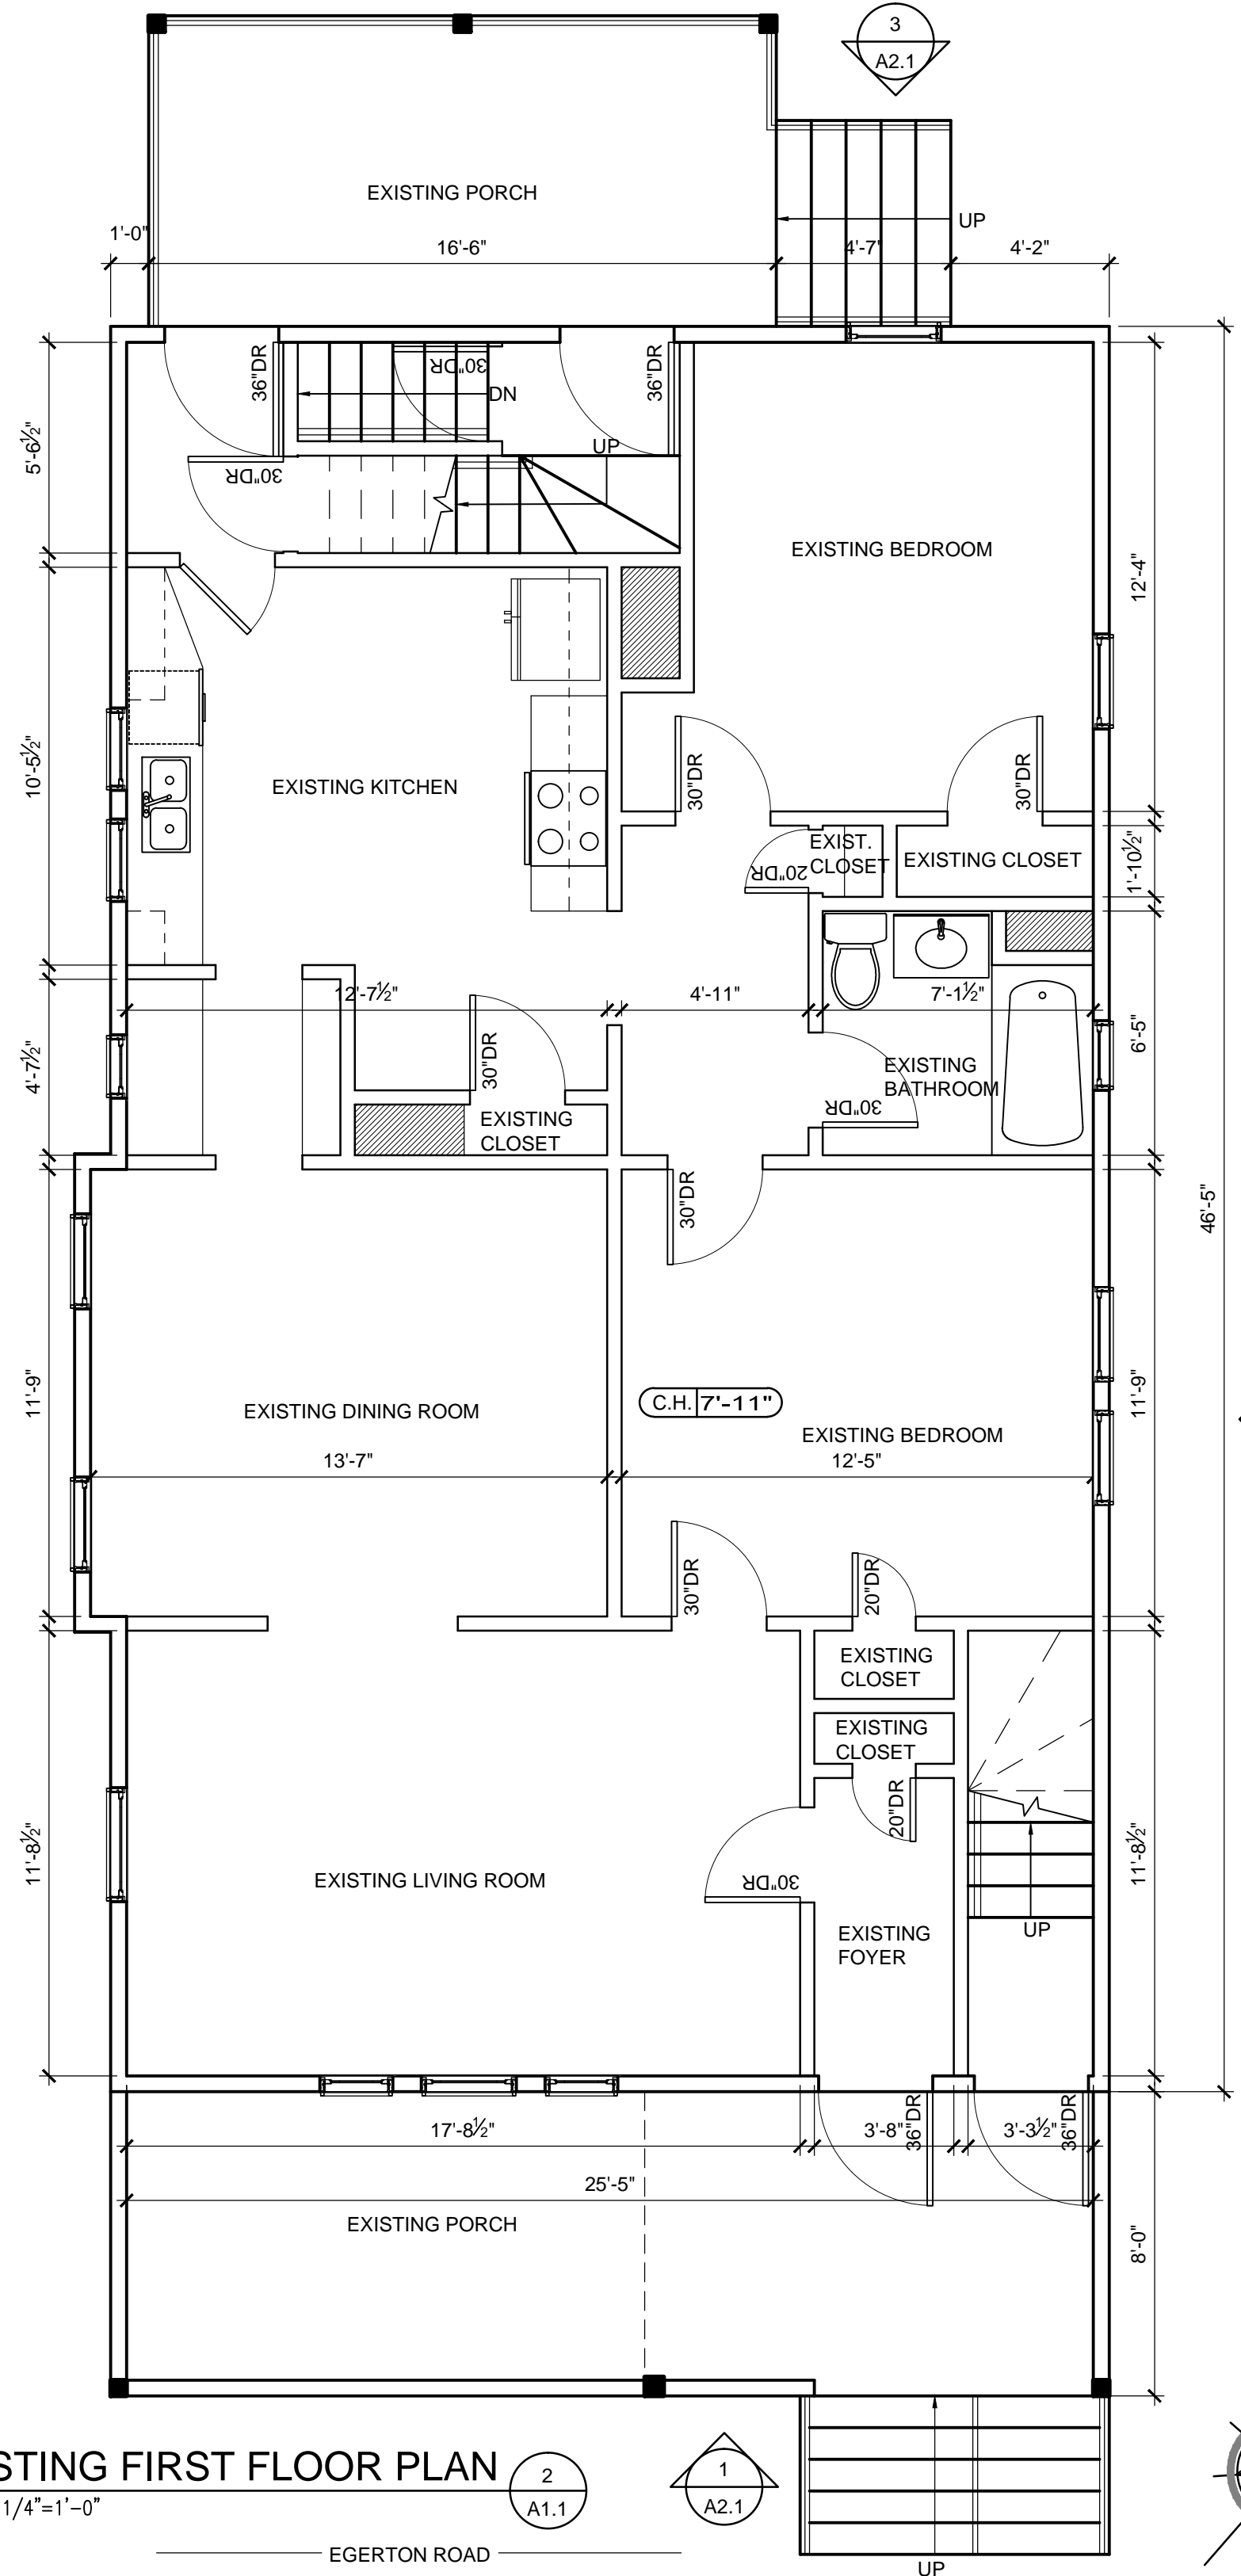 3
A2.1
EXISTING PORCH
UP
1'-0"
16'-6"
4'-7"
4'-2"
36"DR
30"DR
36"DR
DN
UP
30"DR
5'-6½"
EXISTING BEDROOM
12'-4"
10'-5½"
EXISTING KITCHEN
30"DR
30"DR
EXIST.
CLOSET
EXISTING CLOSET
20"DR
1'-10½"
12'-7½"
4'-11"
7'-1½"
6'-5"
4'-7½"
30"DR
EXISTING
BATHROOM
30"DR
EXISTING
CLOSET
30"DR
46'-5"
11'-9"
C.H. 7'-11"
11'-9"
EXISTING DINING ROOM
EXISTING BEDROOM
13'-7"
12'-5"
30"DR
20"DR
EXISTING
CLOSET
EXISTING
CLOSET
20"DR
11'-8½"
11'-8½"
EXISTING LIVING ROOM
30"DR
EXISTING
FOYER
UP
17'-8½"
3'-8"
36"DR
3'-3½"
36"DR
25'-5"
EXISTING PORCH
8'-0"
STING FIRST FLOOR PLAN
2
A1.1
1
A2.1
1/4"=1'-0"
EGERTON ROAD
UP